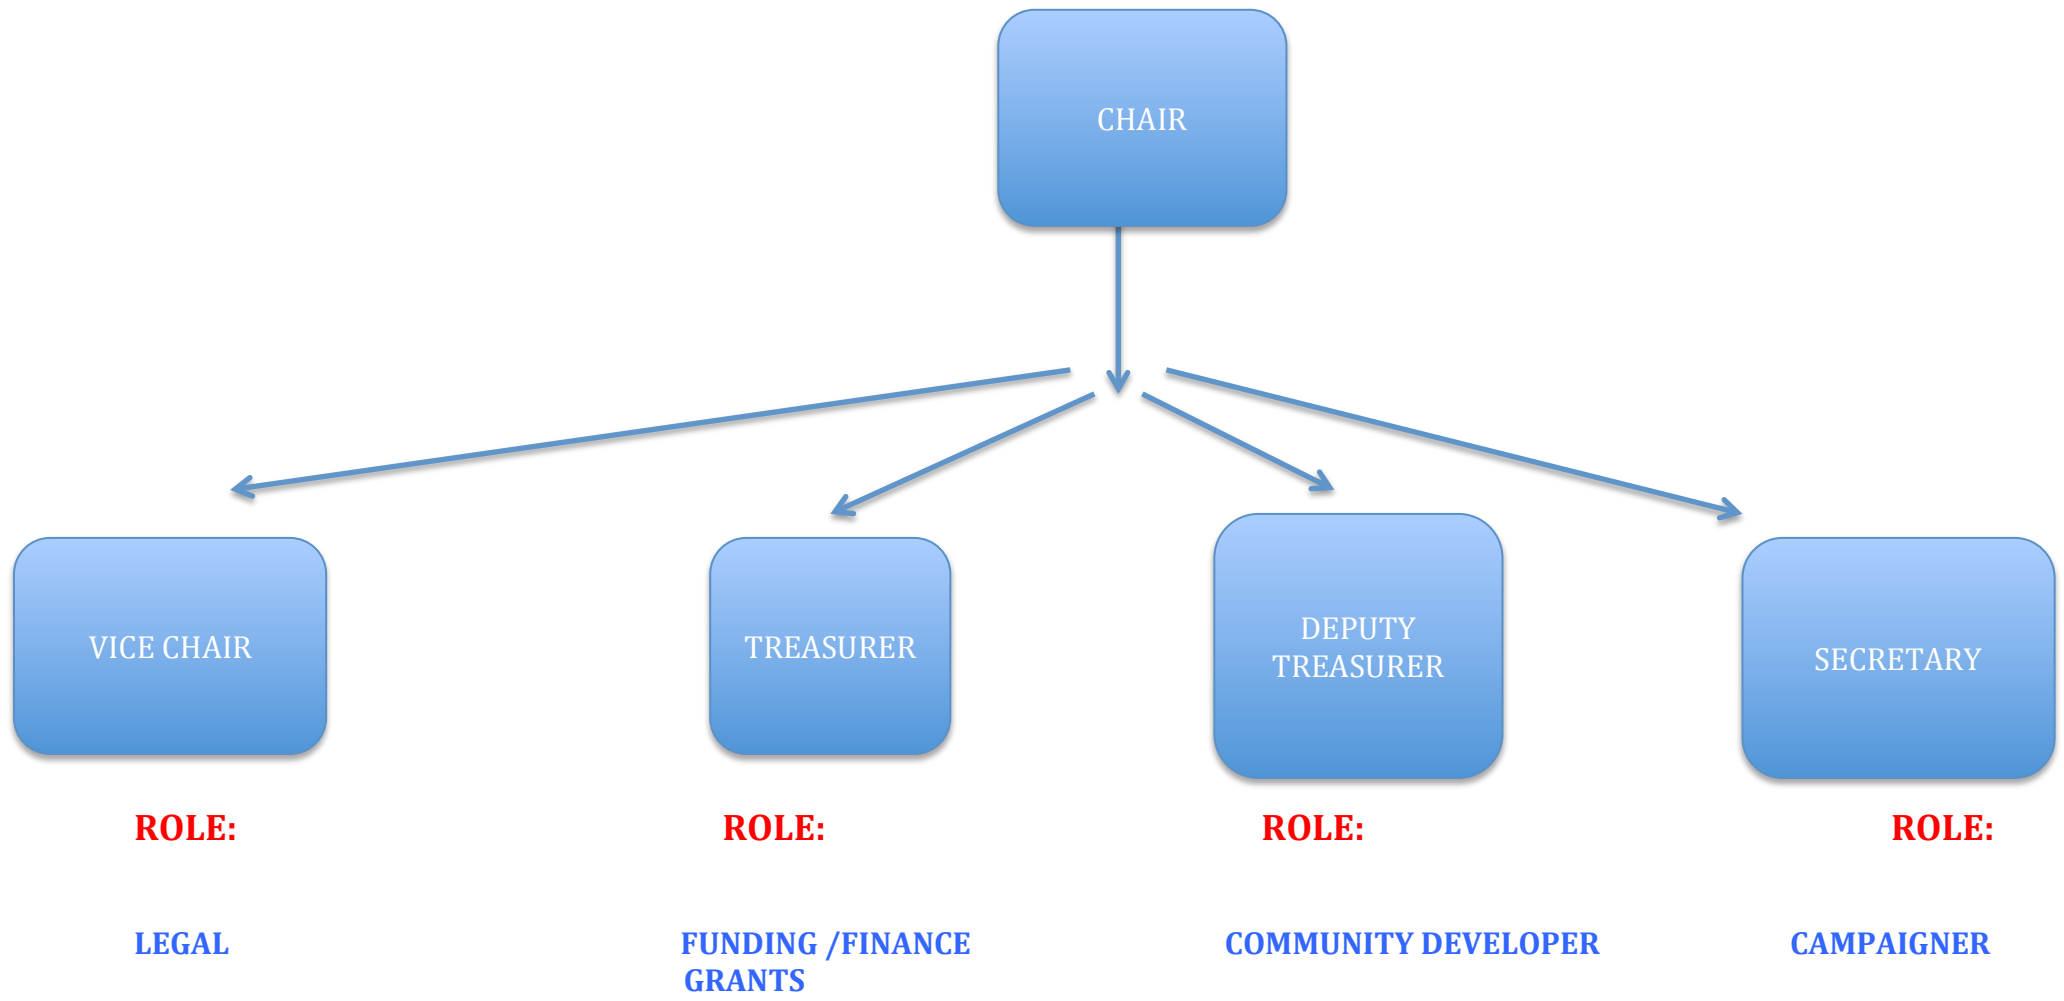 CHAIR
VICE CHAIR
TREASURER
DEPUTY
TREASURER
SECRETARY
ROLE:
ROLE:
ROLE:
ROLE:
LEGAL
FUNDING /FINANCE
GRANTS
COMMUNITY DEVELOPER
CAMPAIGNER